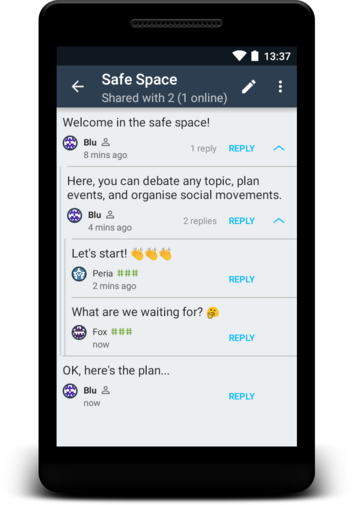 13:37
Safe Space
Shared with 2 (1 online)
Welcome in the safe space!
Blu
8 mins ago
1 reply REPLY
Here, you can debate any topic, plan
events, and organise social movements.
Blu
4 mins ago
2 replies REPLY
Let's start! 👏👏👏
Peria ###
2 mins ago
REPLY
What are we waiting for? 🤔
Fox ###
now
REPLY
OK, here's the plan...
Blu
now
REPLY